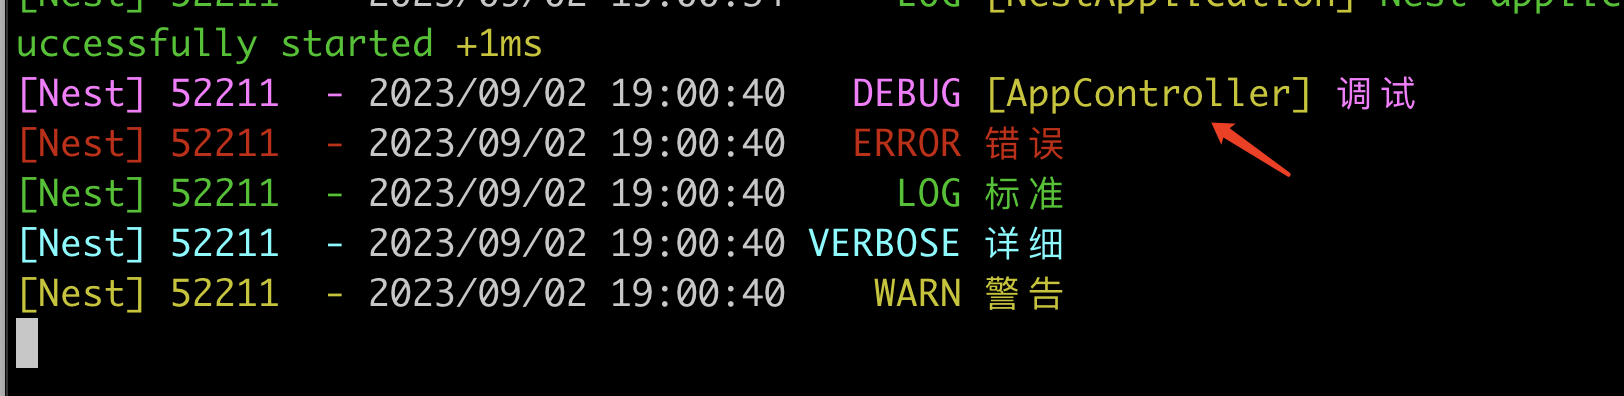 [Nest] 52211 - 2023/09/02 19:00:34 LOG [NestApplication] Nest applic
uccessfully started +1ms
[Nest] 52211  - 2023/09/02 19:00:40   DEBUG [AppController] 调试
[Nest] 52211  - 2023/09/02 19:00:40   ERROR 错误
[Nest] 52211  - 2023/09/02 19:00:40     LOG 标准
[Nest] 52211  - 2023/09/02 19:00:40 VERBOSE 详细
[Nest] 52211  - 2023/09/02 19:00:40    WARN 警告